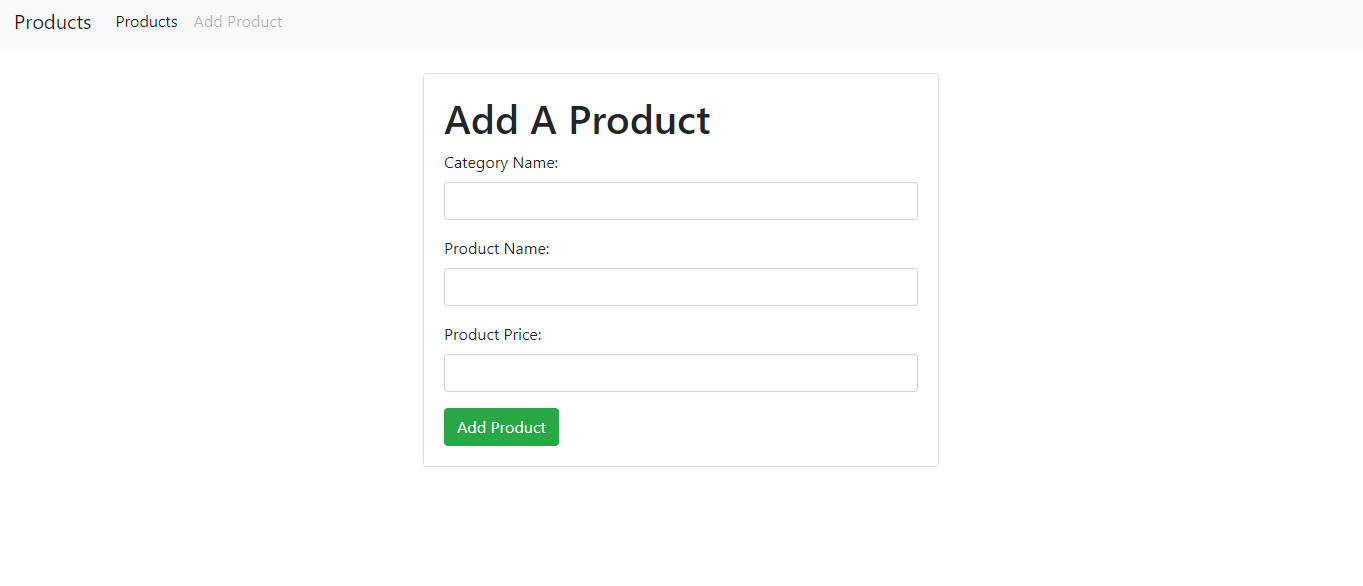 Products Products Add Product
Add A Product
Category Name:
Product Name:
Product Price:
Add Product